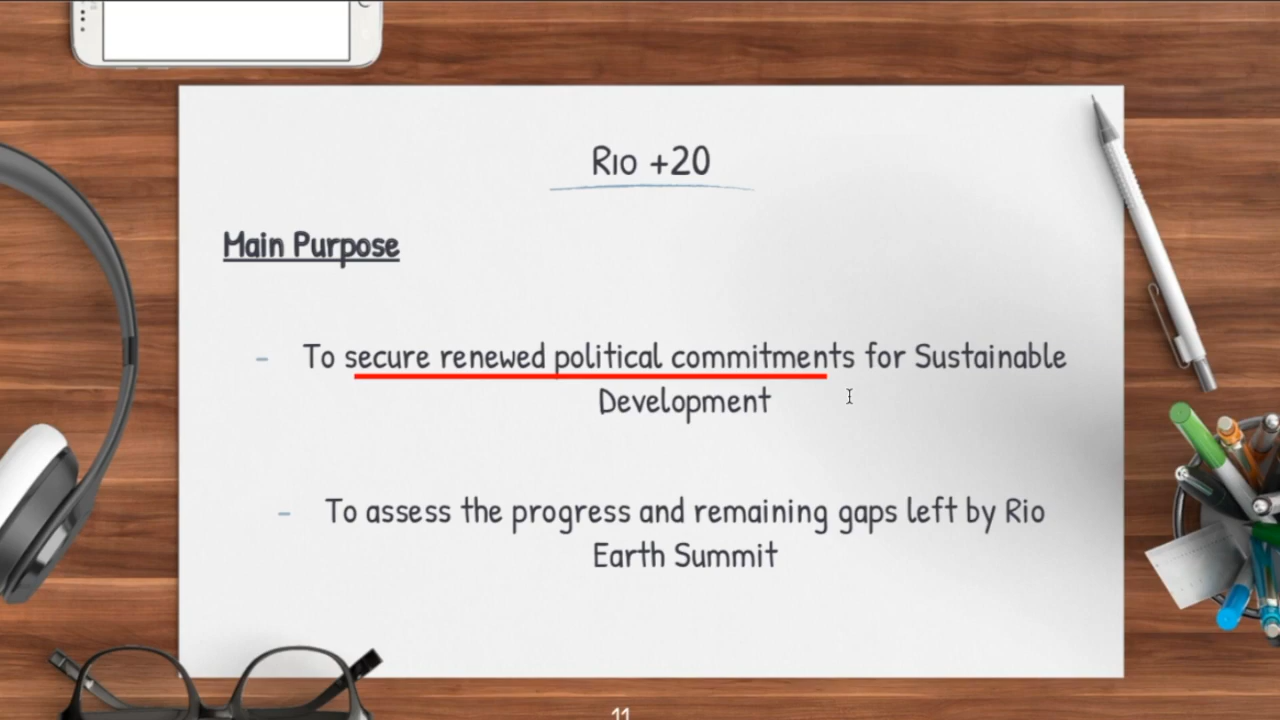 Rio +20
Main Purpose
- To secure renewed political commitments for Sustainable
Development
- To assess the progress and remaining gaps left by Rio
Earth Summit
11